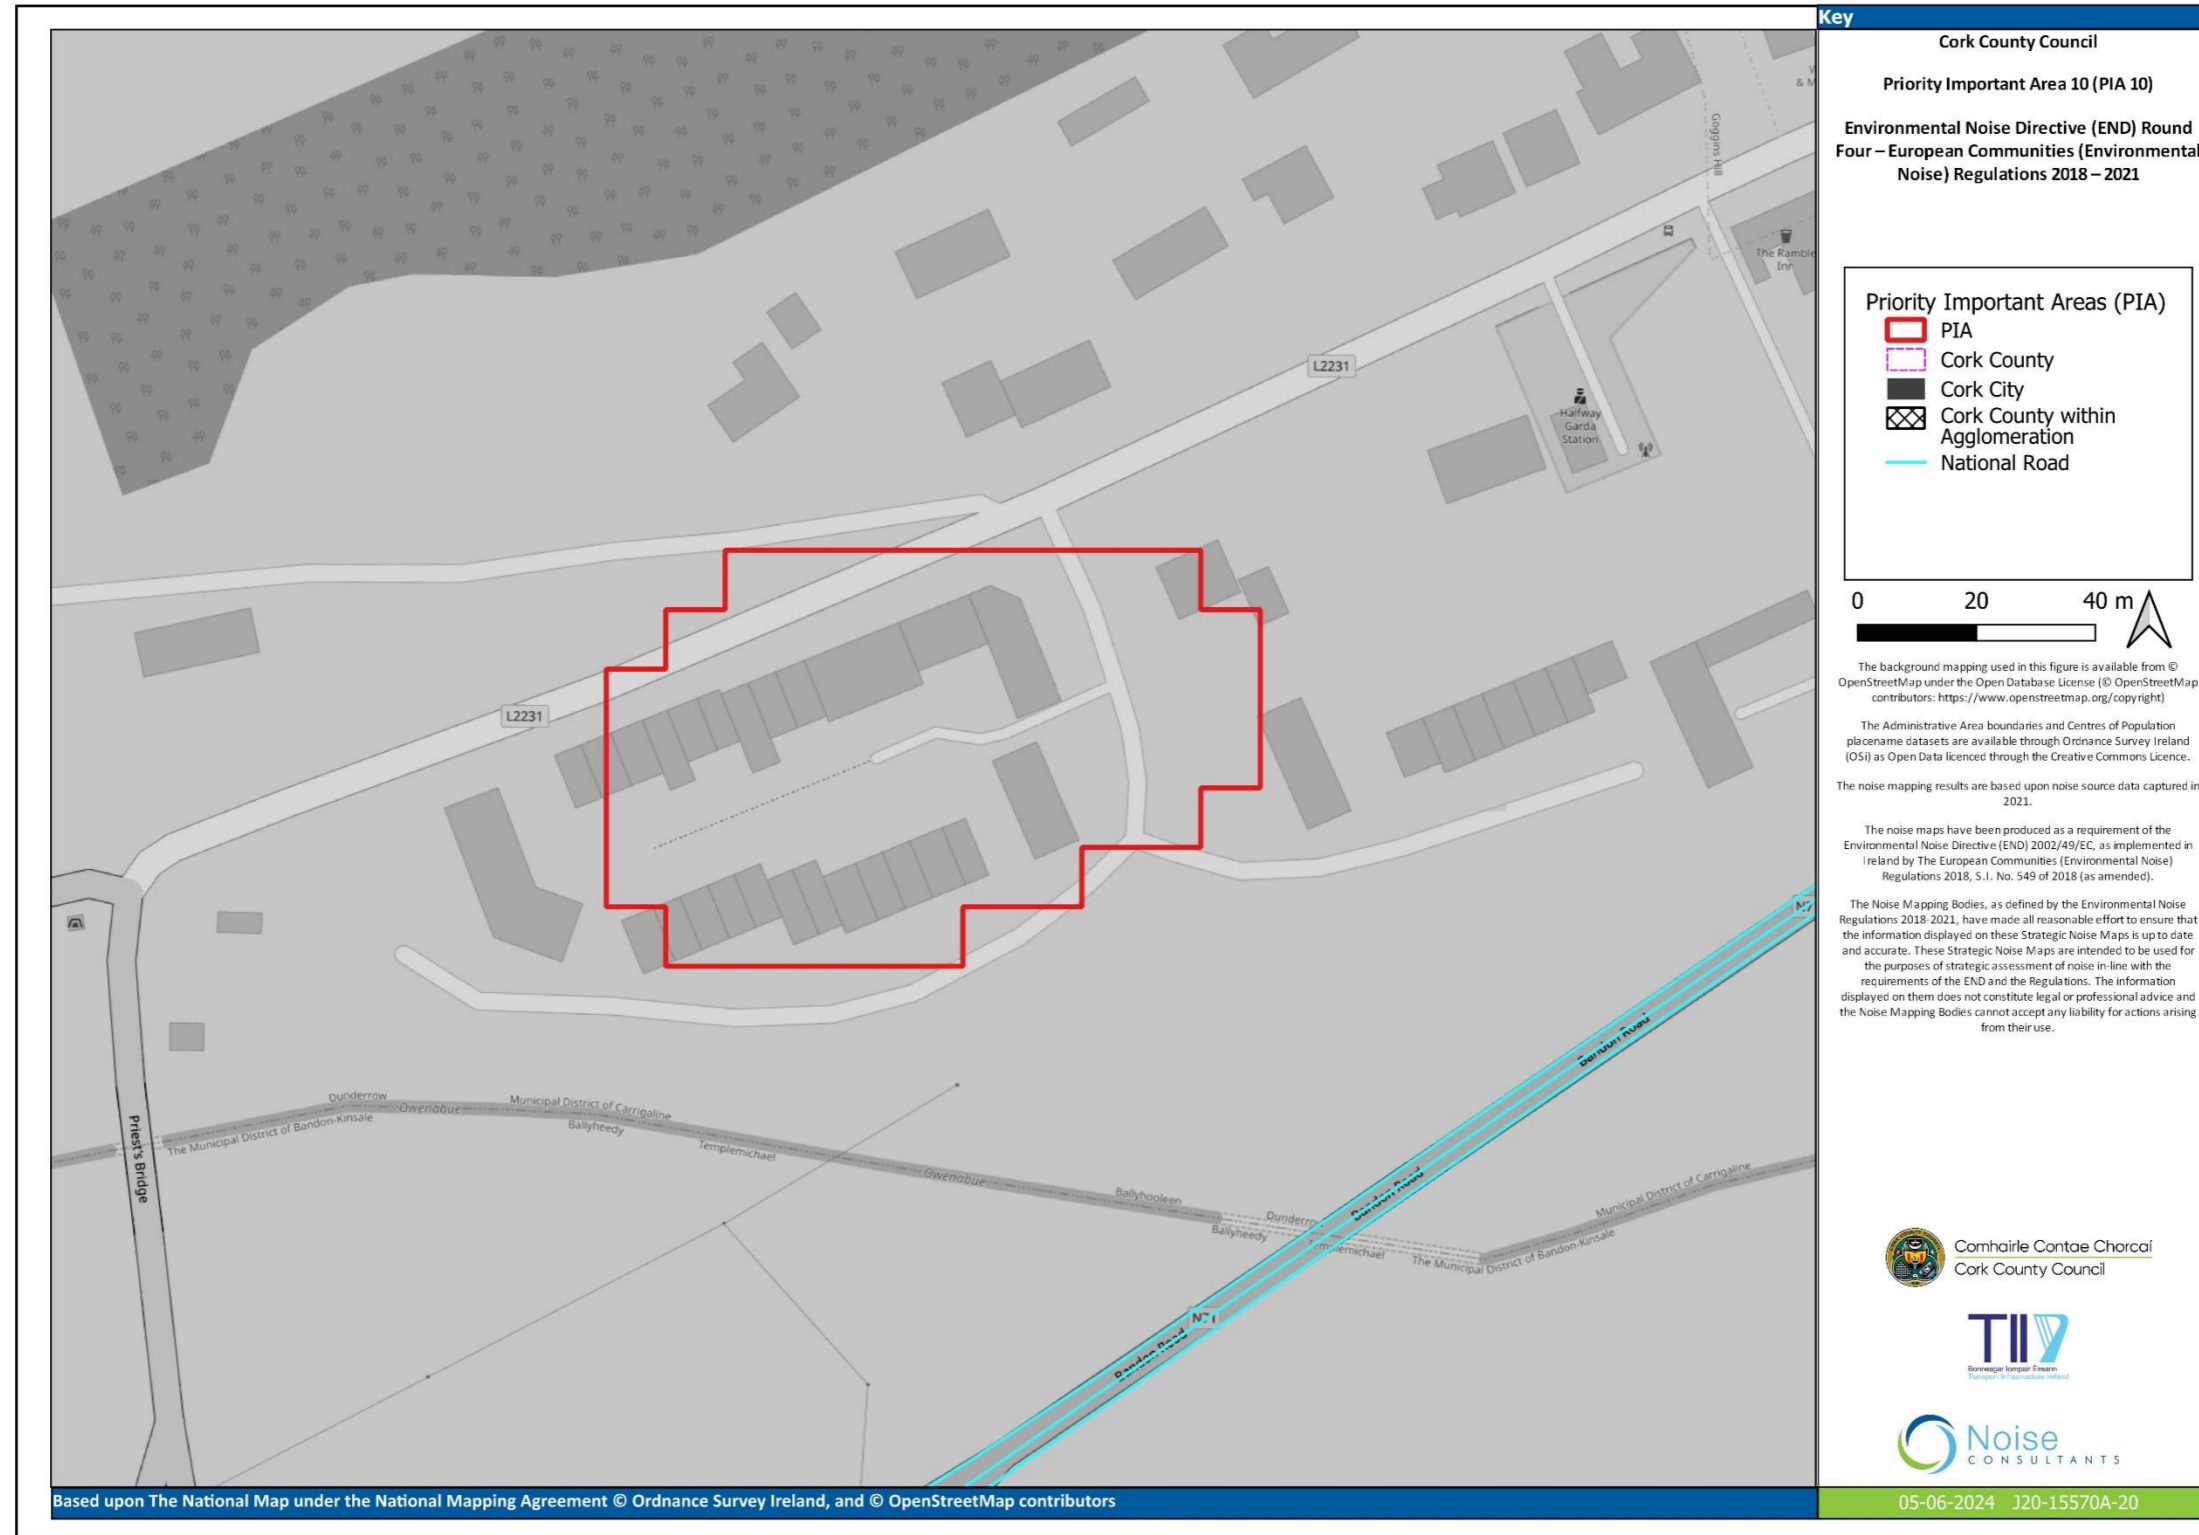 Key
Cork County Council
Priority Important Area 10 (PIA 10)
Environmental Noise Directive (END) Round
Four – European Communities (Environmental
Noise) Regulations 2018 – 2021
Priority Important Areas (PIA)
PIA
Cork County
Cork City
Cork County within
Agglomeration
National Road
0 20 40 m
The background mapping used in this figure is available from ©
OpenStreetMap under the Open Database License (© OpenStreetMap
contributors: https://www.openstreetmap.org/copyright)
The Administrative Area boundaries and Centres of Population
placename datasets are available through Ordnance Survey Ireland
(OSi) as Open Data licenced through the Creative Commons Licence.
The noise mapping results are based upon noise source data captured in
2021.
The noise maps have been produced as a requirement of the
Environmental Noise Directive (END) 2002/49/EC, as implemented in
Ireland by The European Communities (Environmental Noise)
Regulations 2018, S.I. No. 549 of 2018 (as amended).
The Noise Mapping Bodies, as defined by the Environmental Noise
Regulations 2018-2021, have made all reasonable effort to ensure that
the information displayed on these Strategic Noise Maps is up to date
and accurate. These Strategic Noise Maps are intended to be used for
the purposes of strategic assessment of noise in-line with the
requirements of the END and the Regulations. The information
displayed on them does not constitute legal or professional advice and
the Noise Mapping Bodies cannot accept any liability for actions arising
from their use.
Comhairle Contae Chorcaí
Cork County Council
TII
Bonneagar Iompair Éireann
Transport Infrastructure Ireland
Noise
CONSULTANTS
05-06-2024 J20-15570A-20
& M
Goggins Hill
The Ramble
Inn
L2231
Halfway
Garda
Station
L2231
N7
Bandon Road
Priest's Bridge
Dunderrow
Owenabue
Municipal District of Carrigaline
The Municipal District of Bandon-Kinsale
Ballyheedy
Templemichael
Owenabue
Ballyhooleen
Bandon Road
Municipal District of Carrigaline
Dunderrow
Ballyheedy
Templemichael
The Municipal District of Bandon-Kinsale
N71
Bandon Road
Based upon The National Map under the National Mapping Agreement © Ordnance Survey Ireland, and © OpenStreetMap contributors